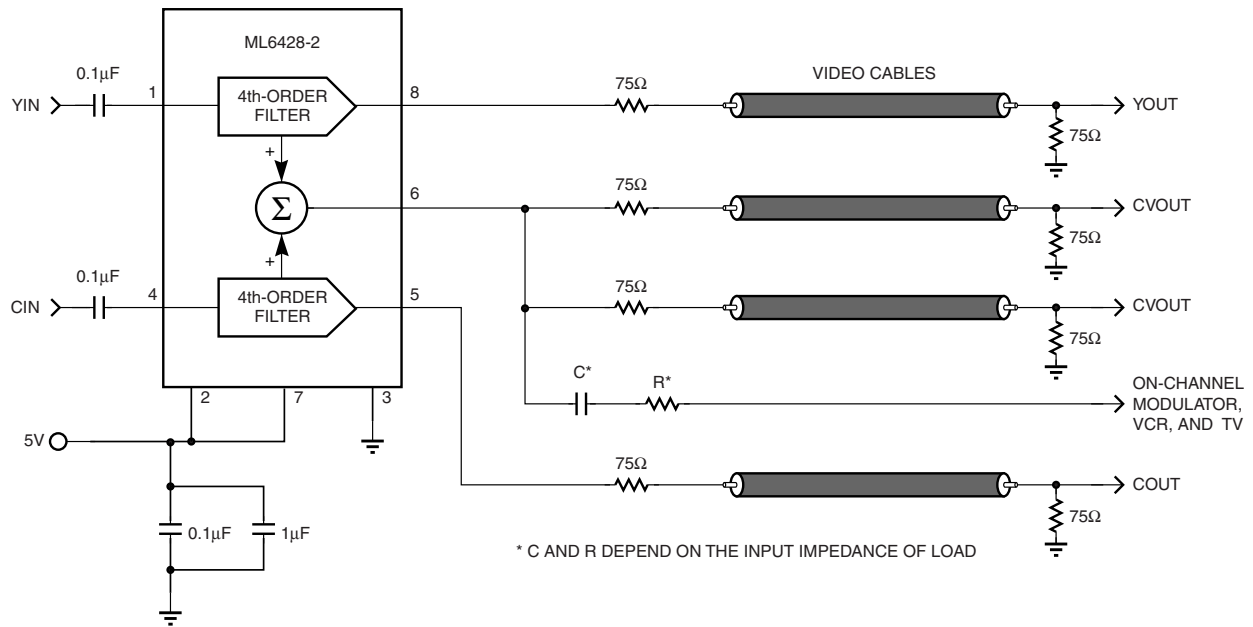 ML6428-2
0.1µF
YIN
1
4th-ORDER
FILTER
8
75Ω
VIDEO CABLES
YOUT
75Ω
+
Σ
6
75Ω
CVOUT
75Ω
+
0.1µF
CIN
4
4th-ORDER
FILTER
5
75Ω
CVOUT
75Ω
C*
R*
ON-CHANNEL
MODULATOR,
VCR, AND TV
2
7
3
5V
0.1µF
1µF
75Ω
COUT
75Ω
* C AND R DEPEND ON THE INPUT IMPEDANCE OF LOAD